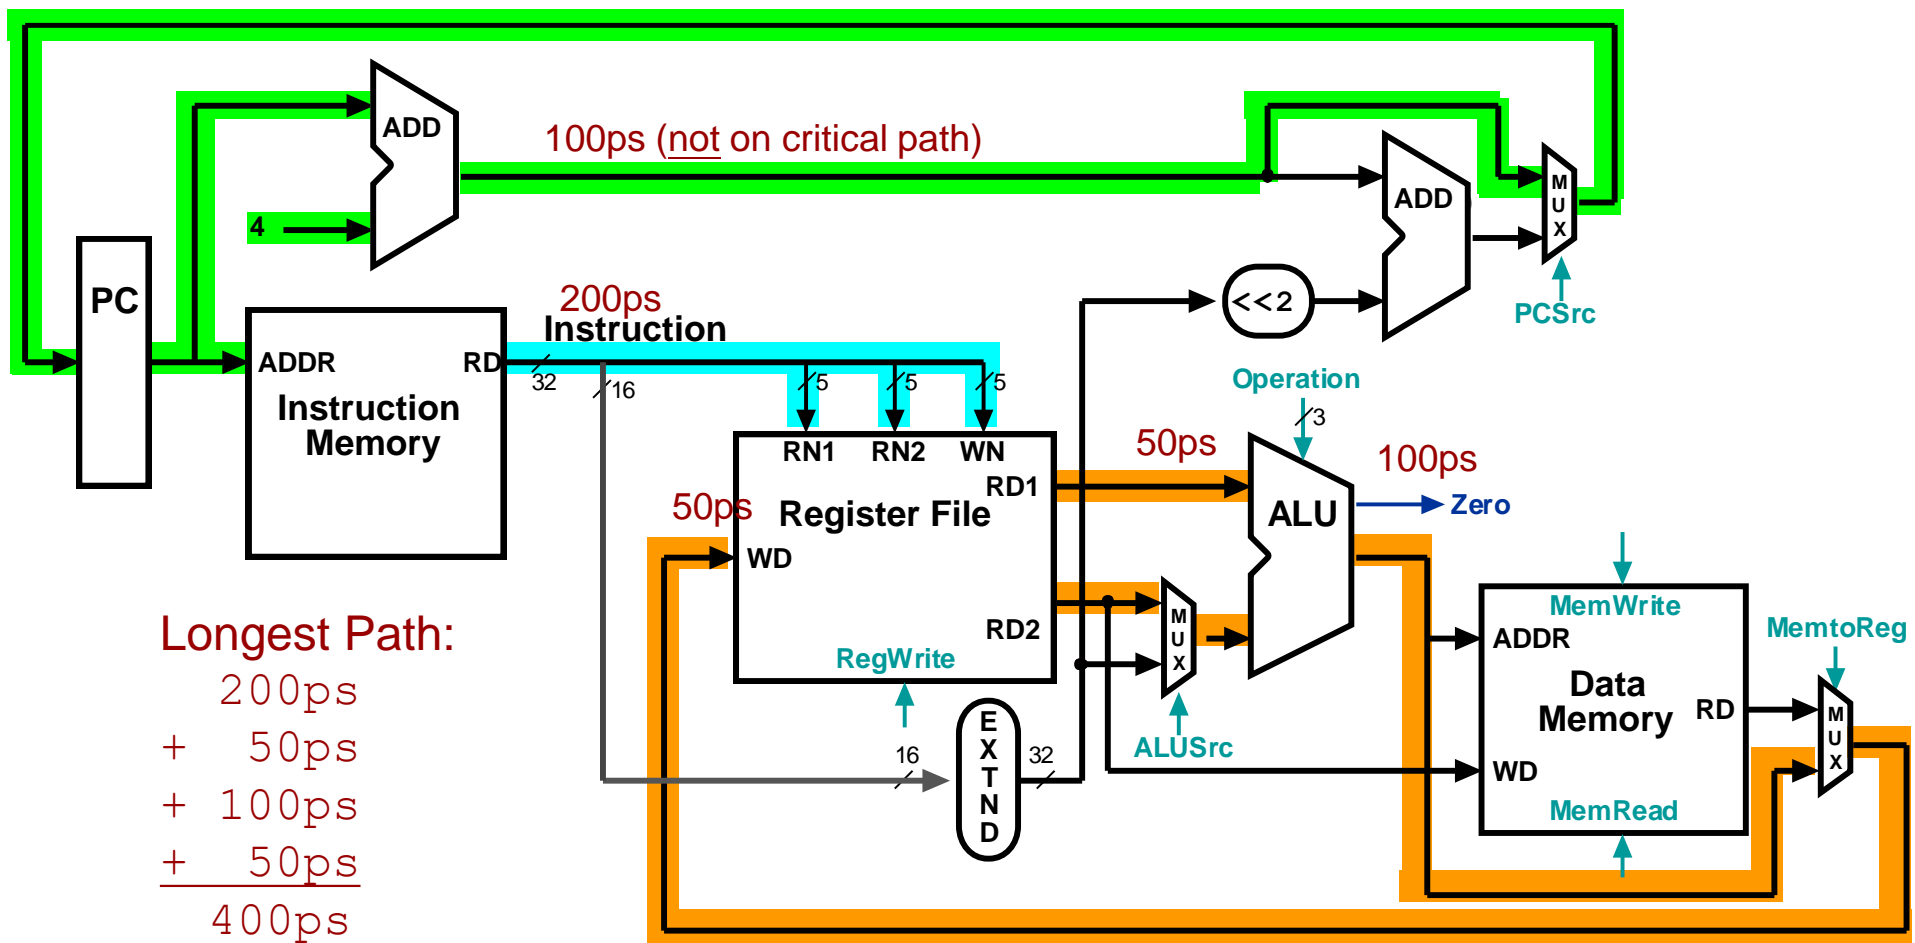 ADD
100ps (not on critical path)
ADD
MUX
4
PC
200ps
Instruction
<<2
PCSrc
ADDR
RD
32
16
5
5
5
Operation
3
Instruction
Memory
RN1
RN2
WN
50ps
100ps
RD1
50ps
Register File
ALU
Zero
WD
MemWrite
RD2
MUX
ADDR
MemtoReg
Longest Path:
RegWrite
Data
Memory
RD
MUX
200ps
+ 50ps
+ 100ps
+ 50ps
400ps
EXTND
16
32
ALUSrc
WD
MemRead